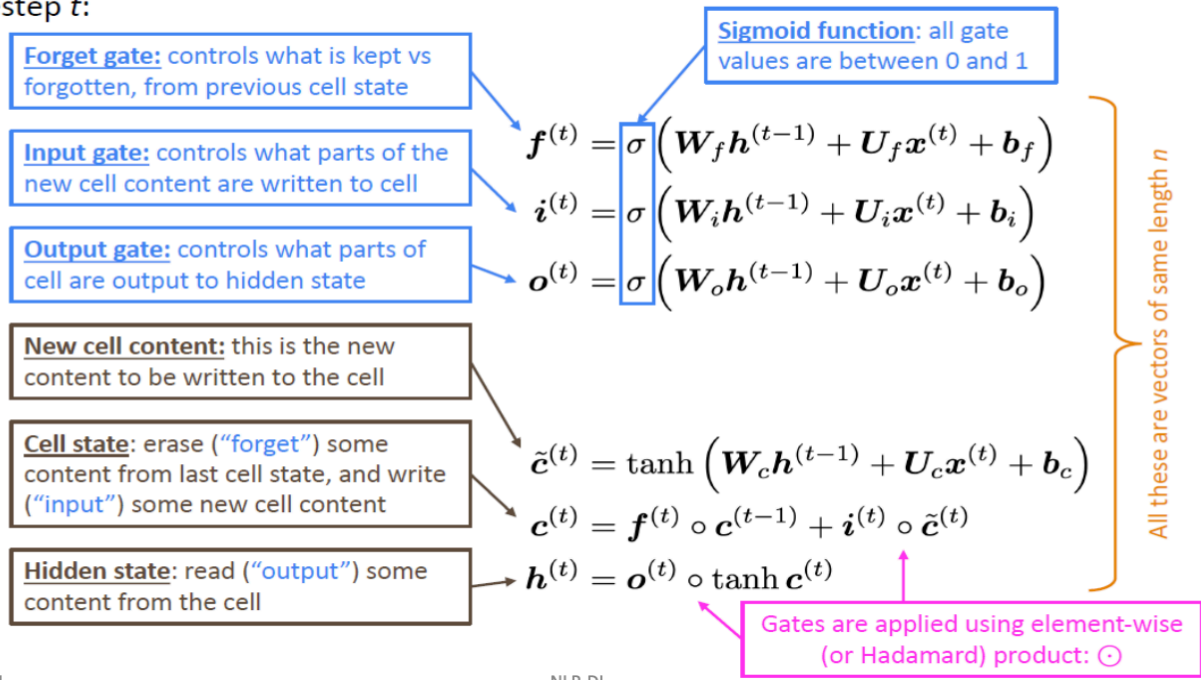 step t:
Forget gate: controls what is kept vs
forgotten, from previous cell state
Sigmoid function: all gate
values are between 0 and 1
Input gate: controls what parts of the
new cell content are written to cell
Output gate: controls what parts of
cell are output to hidden state
New cell content: this is the new
content to be written to the cell
Cell state: erase (“forget”) some
content from last cell state, and write
(“input”) some new cell content
Hidden state: read (“output”) some
content from the cell
f^(t) = σ(W_f h^(t−1) + U_f x^(t) + b_f)
i^(t) = σ(W_i h^(t−1) + U_i x^(t) + b_i)
o^(t) = σ(W_o h^(t−1) + U_o x^(t) + b_o)
c̃^(t) = tanh(W_c h^(t−1) + U_c x^(t) + b_c)
c^(t) = f^(t) ∘ c^(t−1) + i^(t) ∘ c̃^(t)
h^(t) = o^(t) ∘ tanh c^(t)
All these are vectors of same length n
Gates are applied using element-wise
(or Hadamard) product: ⊙